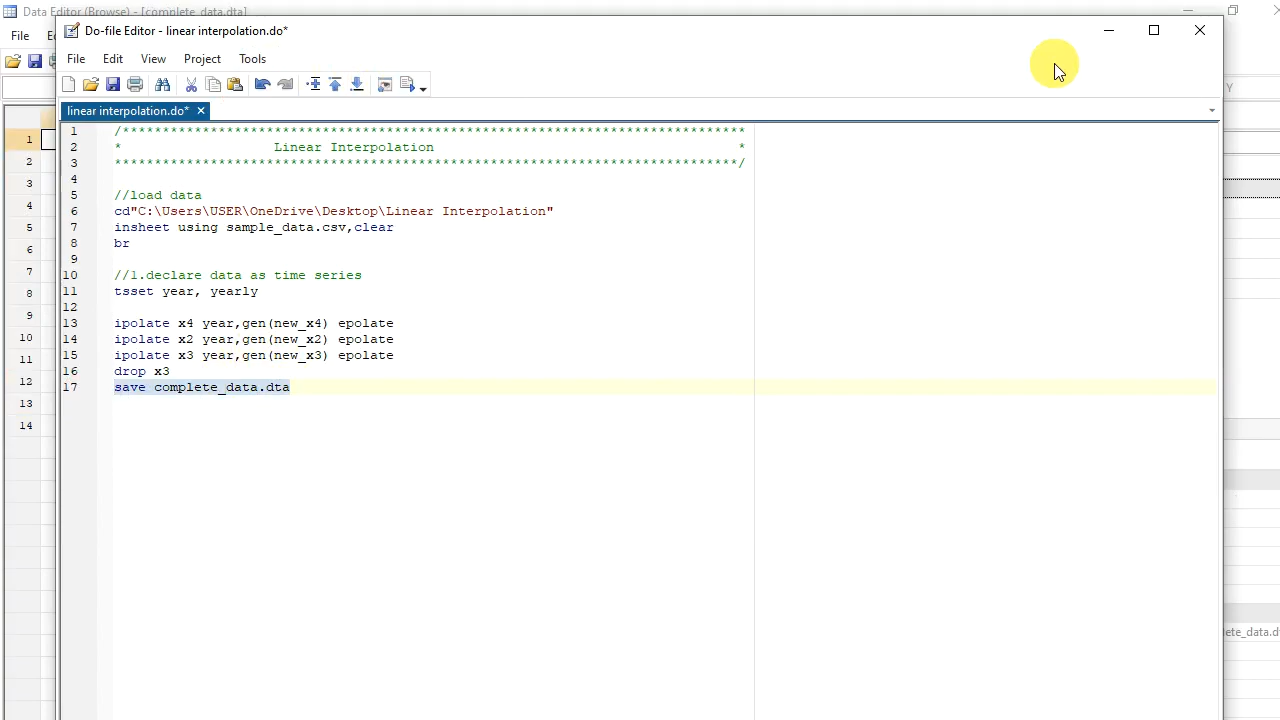 Data Editor (Browse) - [complete_data.dta]
File
Do-file Editor - linear interpolation.do*
File Edit View Project Tools
linear interpolation.do* ×
1 /******************************************************************************
2 * Linear Interpolation *
3 ******************************************************************************/
4
5 //load data
6 cd"C:\Users\USER\OneDrive\Desktop\Linear Interpolation"
7 insheet using sample_data.csv,clear
8 br
9
10 //1.declare data as time series
11 tsset year, yearly
12
13 ipolate x4 year,gen(new_x4) epolate
14 ipolate x2 year,gen(new_x2) epolate
15 ipolate x3 year,gen(new_x3) epolate
16 drop x3
17 save complete_data.dta
1
2
3
4
5
6
7
8
9
10
11
12
13
14